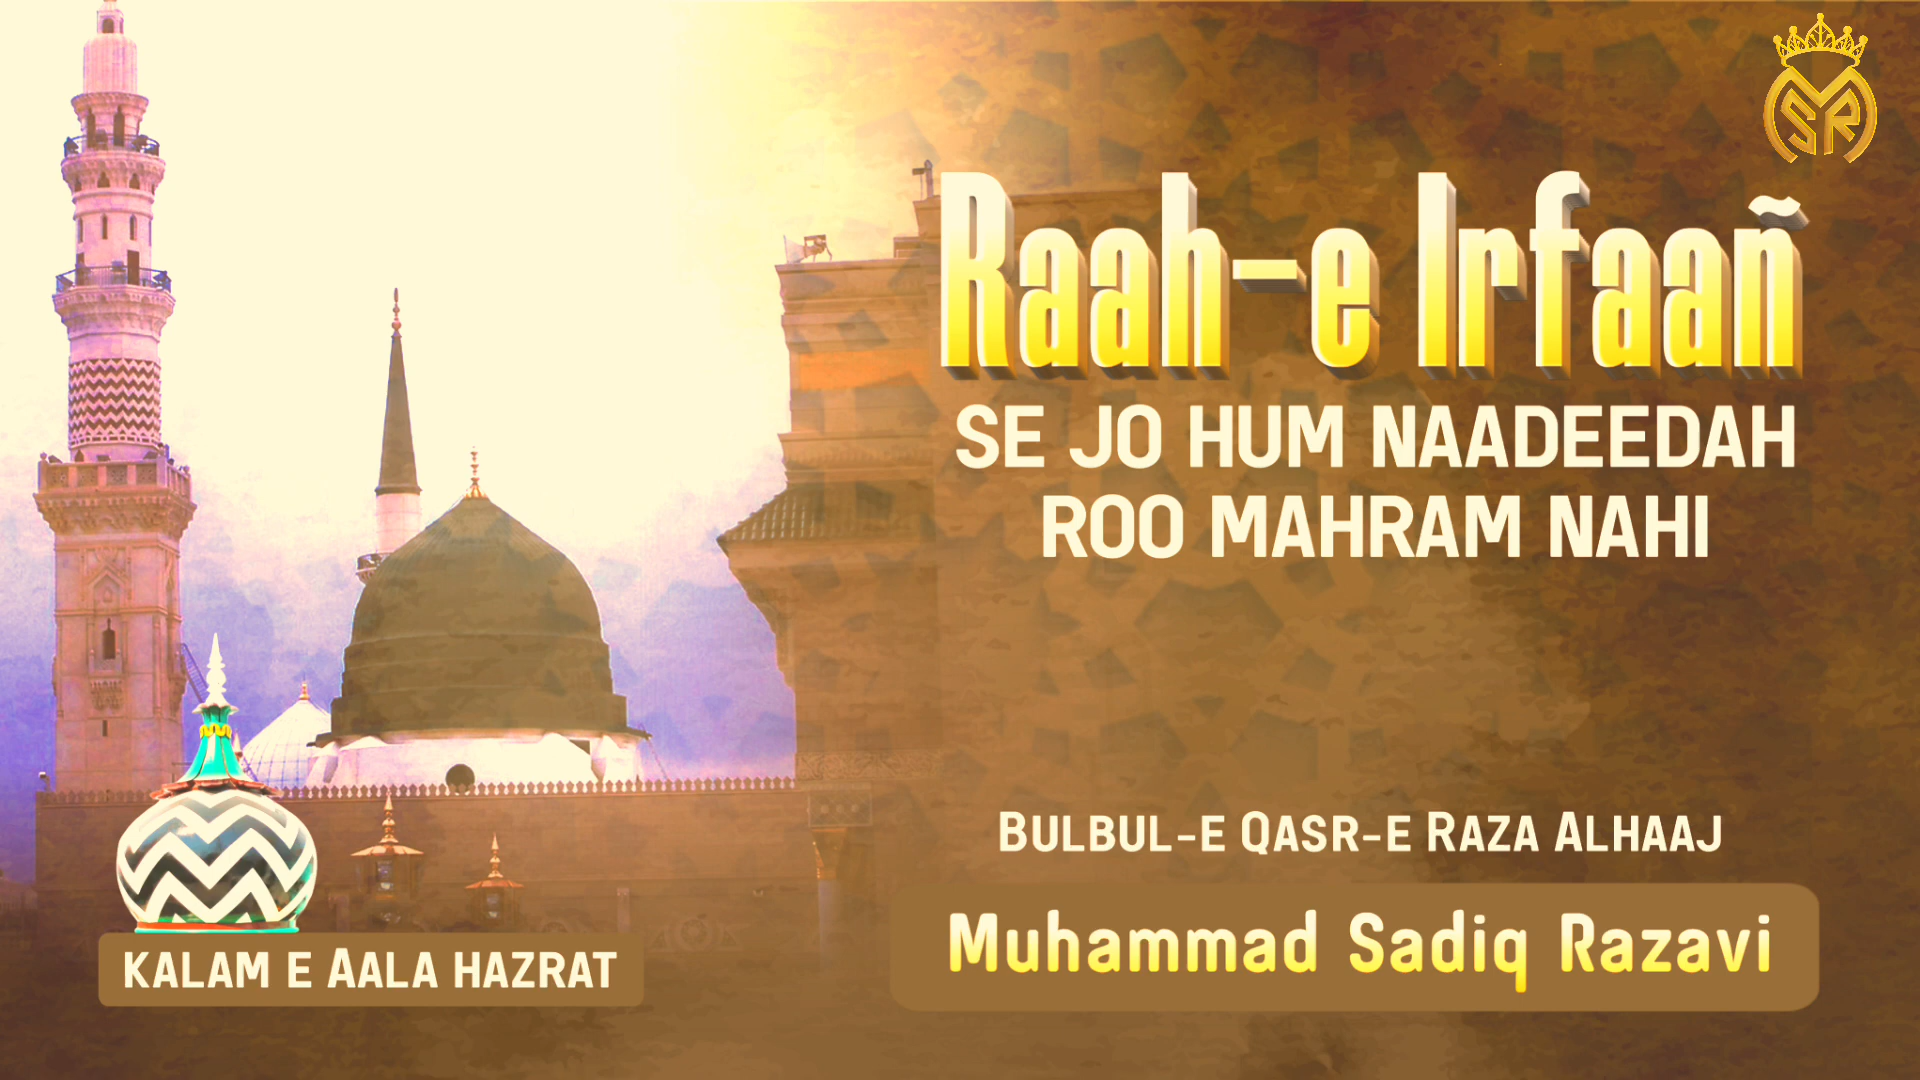 MSR
Raah-e Irfaañ
SE JO HUM NAADEEDAH
ROO MAHRAM NAHI
BULBUL-E QASR-E RAZA ALHAAJ
Muhammad Sadiq Razavi
KALAM E AALA HAZRAT